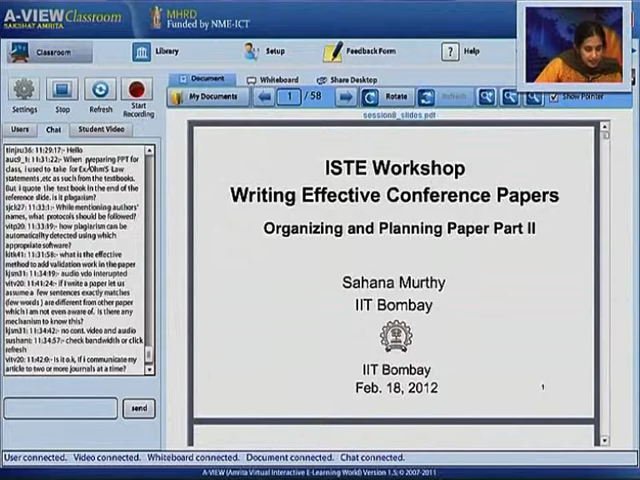 A-VIEW Classroom
SAKSHAT AMRITA
MHRD
Funded by NME-ICT
Classroom
Library
Setup
Feedback Form
Help
Settings
Stop
Refresh
Start
Recording
Document
Whiteboard
Share Desktop
My Documents
1 / 58
Rotate
Refresh
Show Pointer
session8_slides.pdf
Users
Chat
Student Video
tinjnu36: 11:29:17:- Hello
auc9_1: 11:31:22:- When preparing PPT for
class, i used to take for Ex:Ohm'S Law
statements ,etc as such from the textbooks.
But i quote the text book in the end of the
reference slide. is it plagiarism?
sjch27: 11:33:1:- While mentioning authors'
names, what protocols should be followed?
vitp20: 11:33:19:- how plagiarism can be
automaticallty detected using which
appropriate software?
kitk41: 11:31:58:- what is the effective
method to add validation work in the paper
kjsm31: 11:34:19:- audio vdo interupted
vitv20: 11:41:24:- if I write a paper let us
assume a few sentences exactly matches
(few words ) are different from other paper
which I am not even aware of. Is there any
mechanism to know this?
kjsm31: 11:34:42:- no cont. video and audio
sushant: 11:34:57:- check bandwidth or click
refresh
vitv20: 11:42:0:- Is it o.k, if I communicate my
article to two or more journals at a time?
send
ISTE Workshop
Writing Effective Conference Papers
Organizing and Planning Paper Part II
Sahana Murthy
IIT Bombay
IIT Bombay
Feb. 18, 2012
1
User connected. Video connected. Whiteboard connected. Document connected. Chat connected.
A-VIEW (Amrita Virtual Interactive E-Learning World) Version 1.5; © 2007-2011